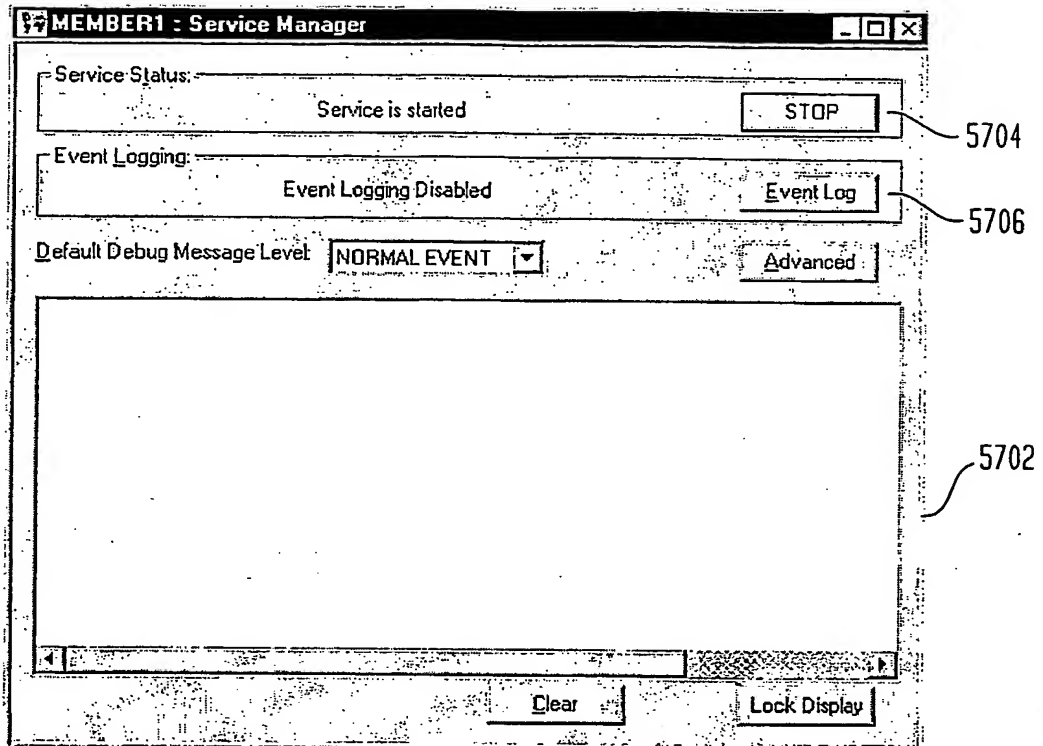 MEMBER1 : Service Manager
Service Status:
Service is started
STOP
5704
Event Logging:
Event Logging Disabled
Event Log
5706
Default Debug Message Level:
NORMAL EVENT
Advanced
5702
Clear
Lock Display